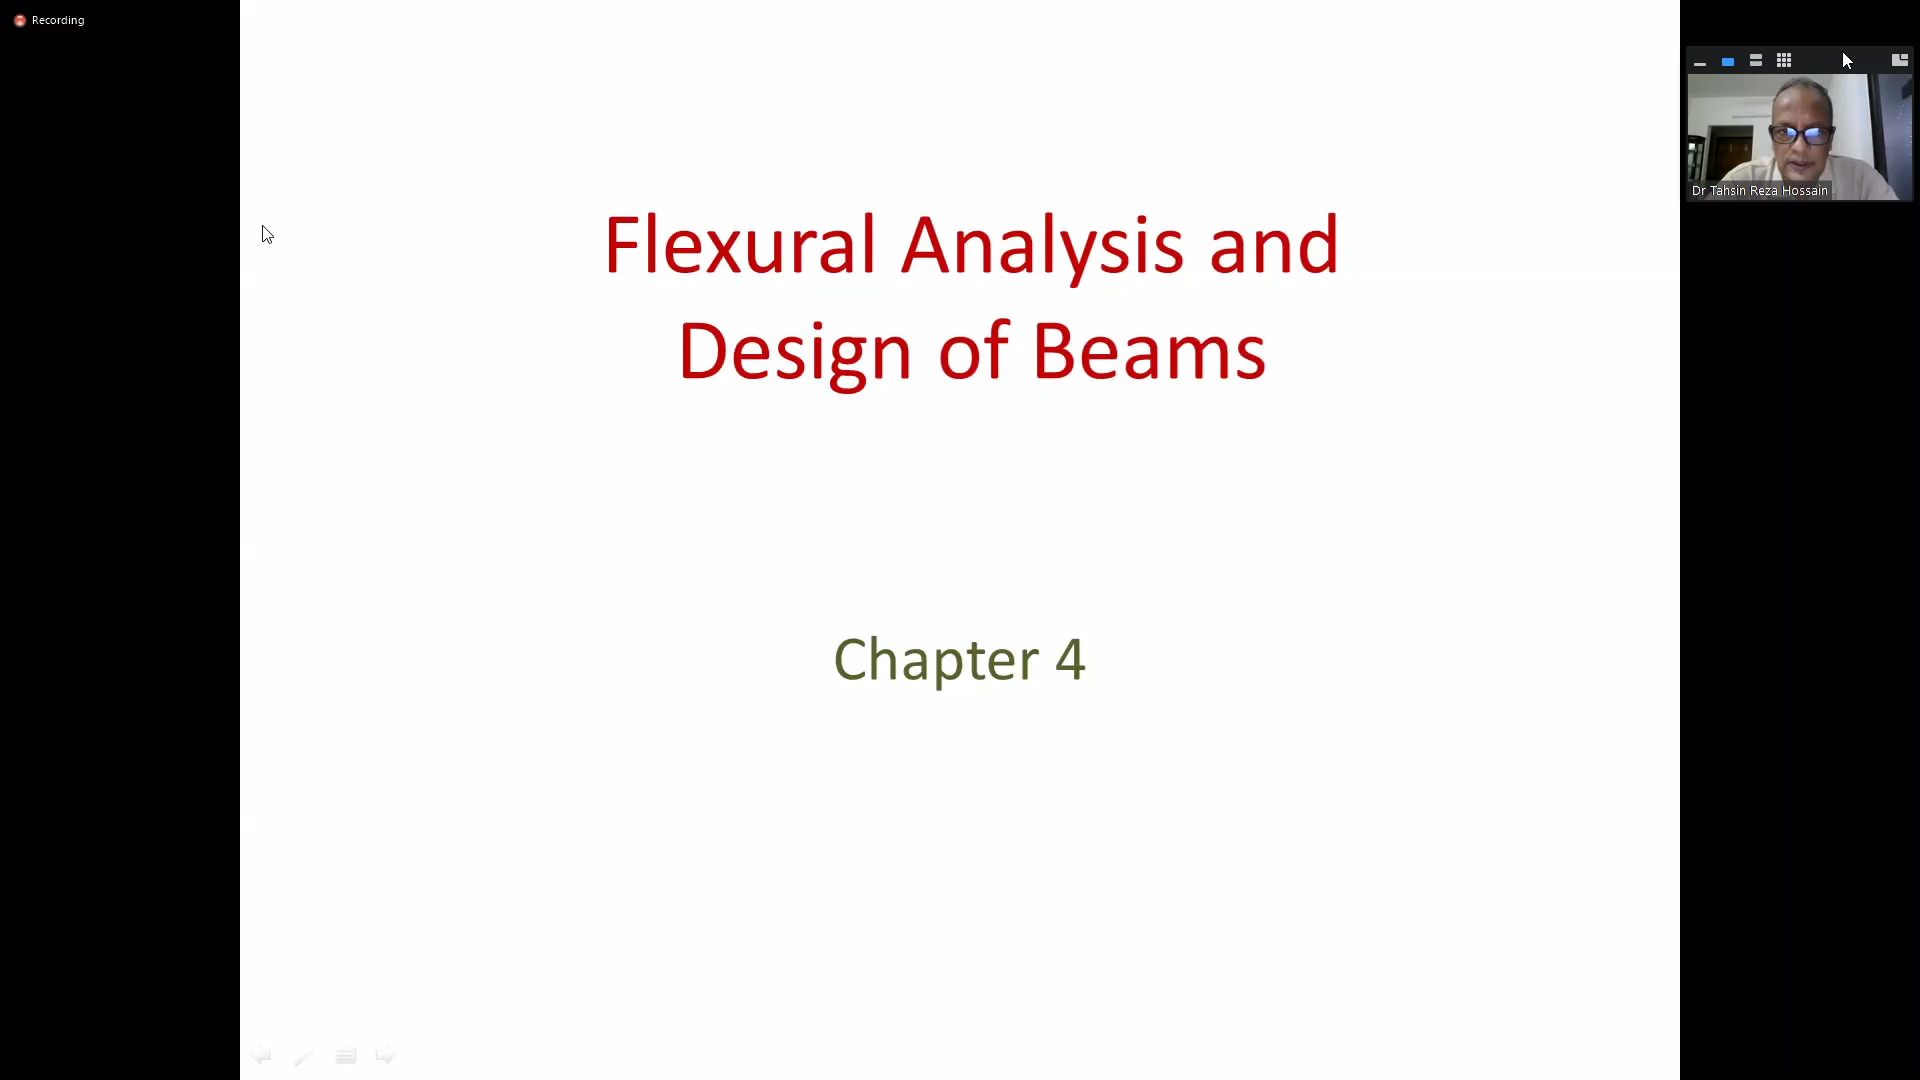 Recording
Flexural Analysis and
Design of Beams
Chapter 4
Dr Tahsin Reza Hossain